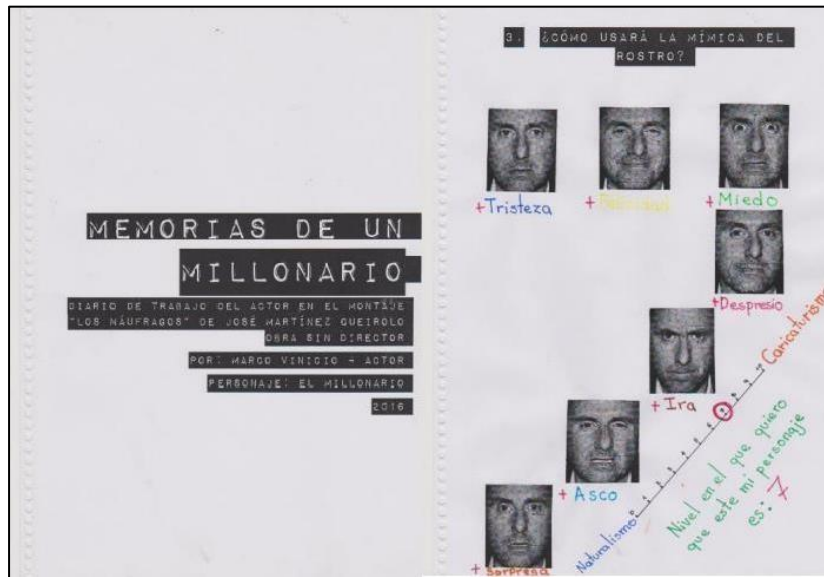 MEMORIAS DE UN
MILLONARIO
DIARIO DE TRABAJO DEL ACTOR EN EL MONTAJE
"LOS NÁUFRAGOS" DE JOSÉ MARTÍNEZ QUEIROLO
OBRA SIN DIRECTOR
POR: MARCO VINICIO - ACTOR
PERSONAJE: EL MILLONARIO
2016
3. ¿CÓMO USARÁ LA MÍMICA DEL
ROSTRO?
+Tristeza
+
+Miedo
+Despresio
+Ira
+Asco
+Sorpresa
Naturalismo
Caricaturismo
Nivel en el que quiero
que este mi personaje
es: 7